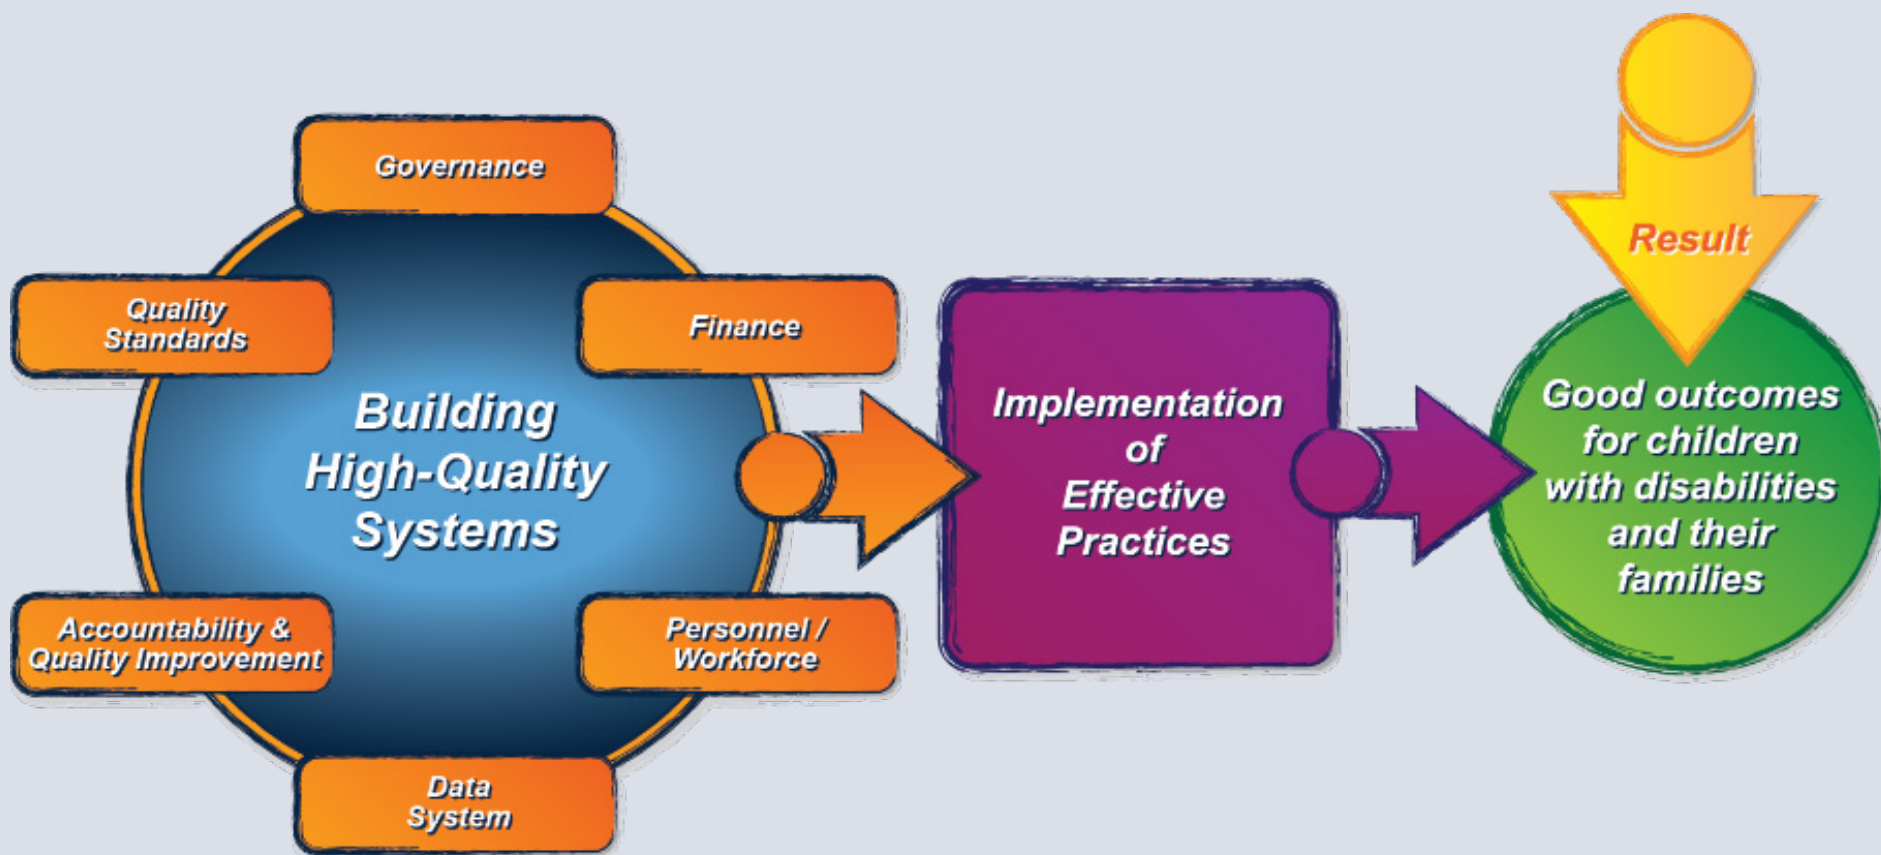 Governance
Quality
Standards
Finance
Building
High-Quality
Systems
Accountability &
Quality Improvement
Personnel /
Workforce
Data
System
Implementation
of
Effective
Practices
Result
Good outcomes
for children
with disabilities
and their
families